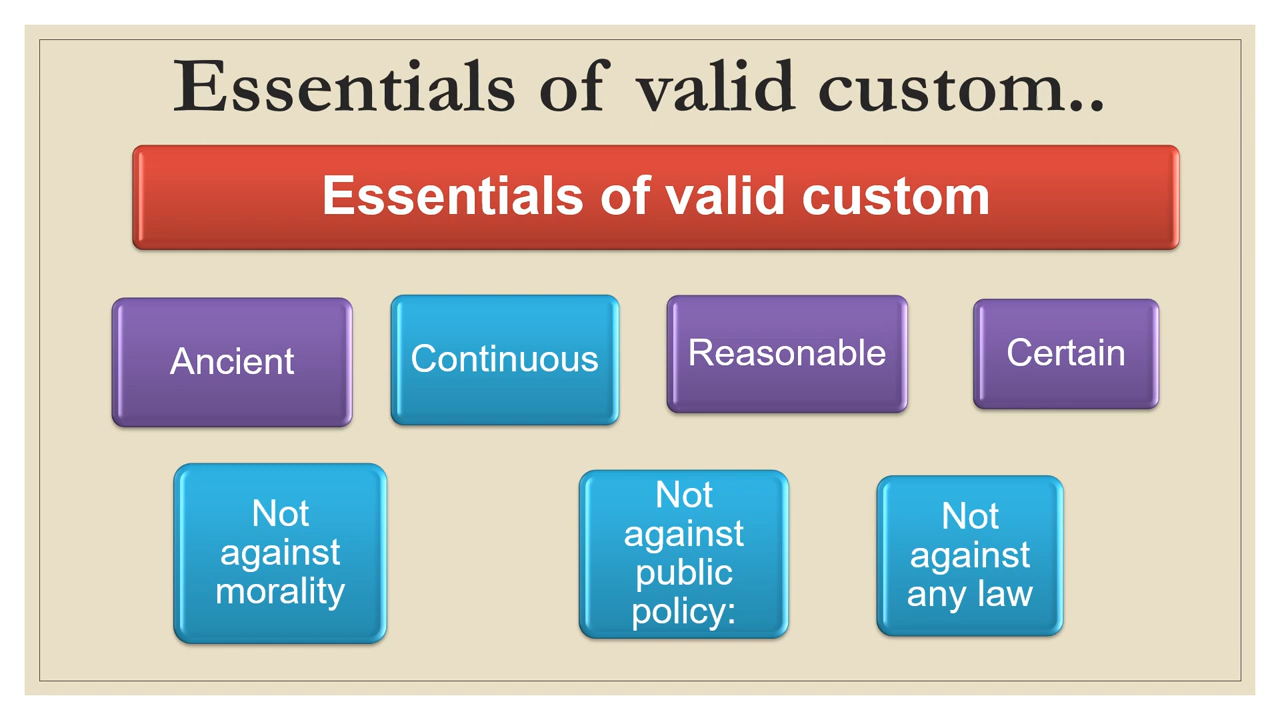 Essentials of valid custom..
Essentials of valid custom
Ancient
Continuous
Reasonable
Certain
Not
against
morality
Not
against
public
policy:
Not
against
any law